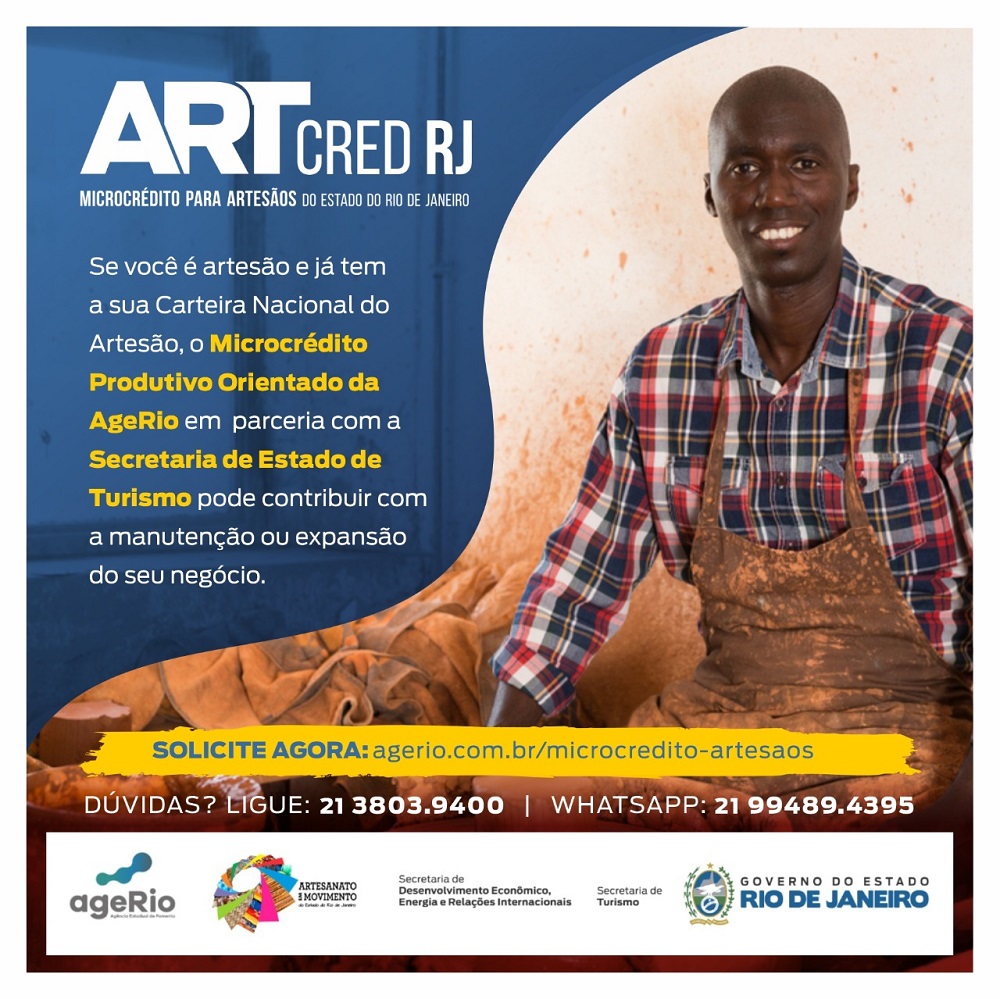 ART CRED RJ
MICROCRÉDITO PARA ARTESÃOS DO ESTADO DO RIO DE JANEIRO
Se você é artesão e já tem
a sua Carteira Nacional do
Artesão, o Microcrédito
Produtivo Orientado da
AgeRio em parceria com a
Secretaria de Estado de
Turismo pode contribuir com
a manutenção ou expansão
do seu negócio.
SOLICITE AGORA: agerio.com.br/microcredito-artesaos
DÚVIDAS? LIGUE: 21 3803.9400 | WHATSAPP: 21 99489.4395
ageRio
Agência Estadual de Fomento
ARTESANATO
EM MOVIMENTO
do Estado do Rio de Janeiro
Secretaria de
Desenvolvimento Econômico,
Energia e Relações Internacionais
Secretaria de
Turismo
GOVERNO DO ESTADO
RIO DE JANEIRO